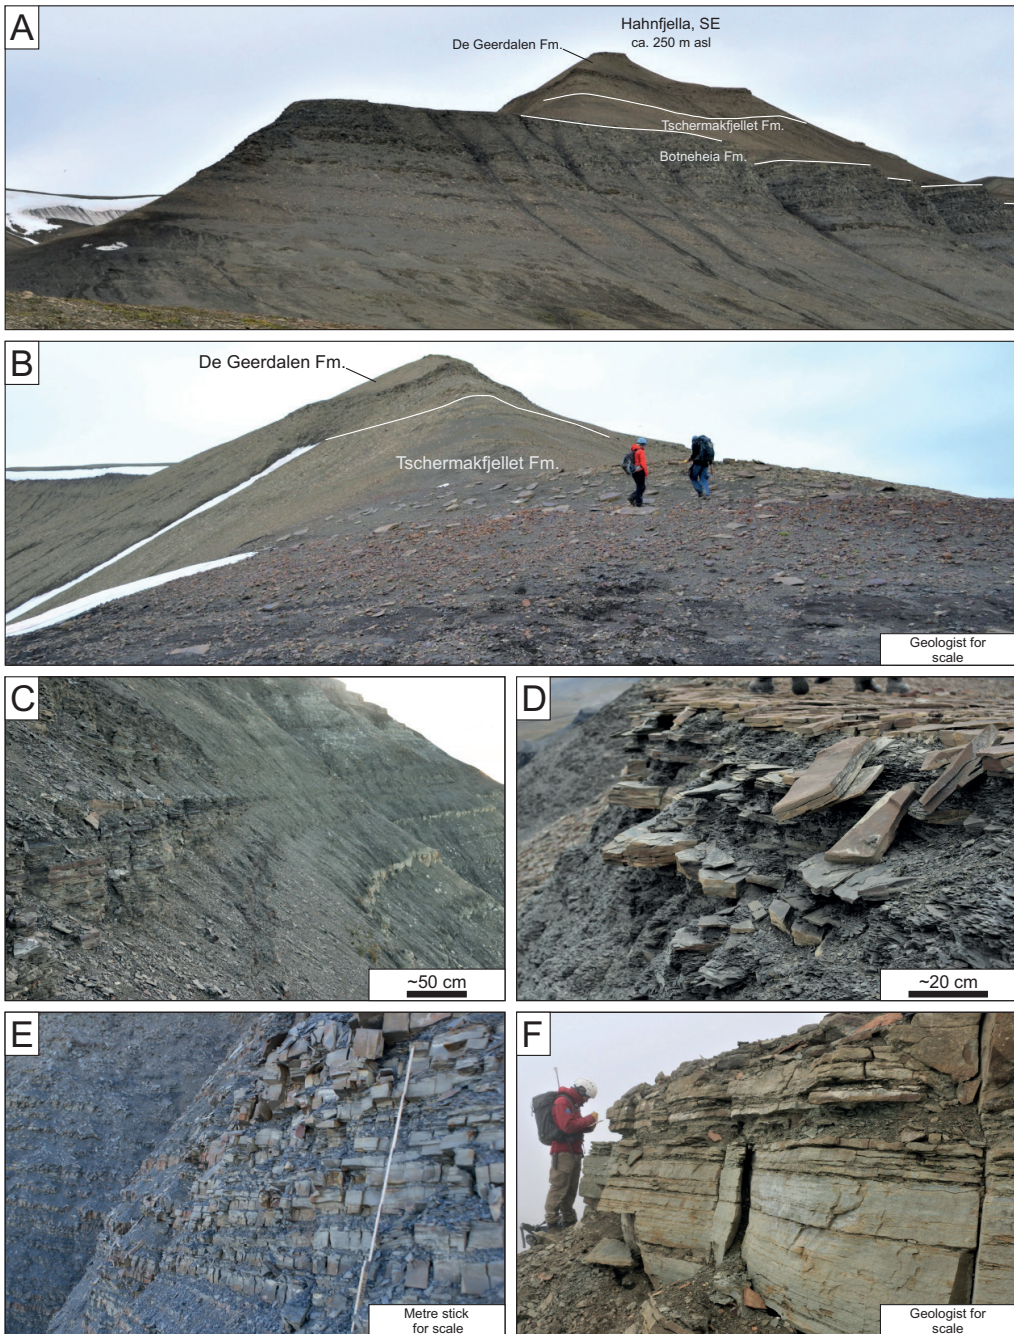 A
Hahnfjella, SE
ca. 250 m asl
De Geerdalen Fm.
Tschermakfjellet Fm.
Botneheia Fm.
B
De Geerdalen Fm.
Tschermakfjellet Fm.
Geologist for
scale
C
~50 cm
D
~20 cm
E
Metre stick
for scale
F
Geologist for
scale